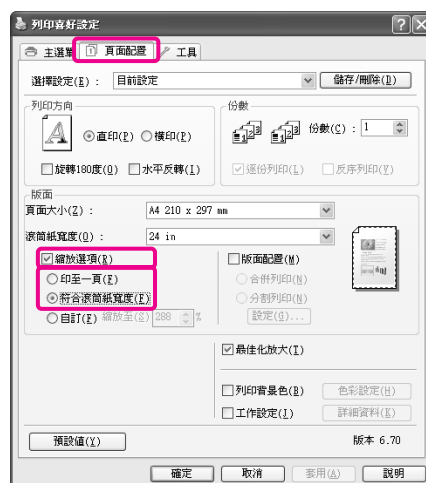 列印喜好設定
主選單 頁面配置 工具
選擇設定(E)： 目前設定 儲存/刪除(D)
列印方向
直印(P) 橫印(P)
旋轉180度(O) 水平反轉(I)
份數
份數(C)：1
逐份列印(L) 反序列印(Y)
版面
頁面大小(Z)： A4 210 x 297 mm
滾筒紙寬度(O)： 24 in
縮放選項(R)
印至一頁(E)
符合滾筒紙寬度(F)
自訂(E) 縮放至(S) 288 %
版面配置(M)
合併列印(N)
分割列印(N)
設定(G)...
最佳化放大(I)
列印背景色(B) 色彩設定(H)
工作設定(J) 詳細資料(K)
預設值(Y) 版本 6.70
確定 取消 套用(A) 說明